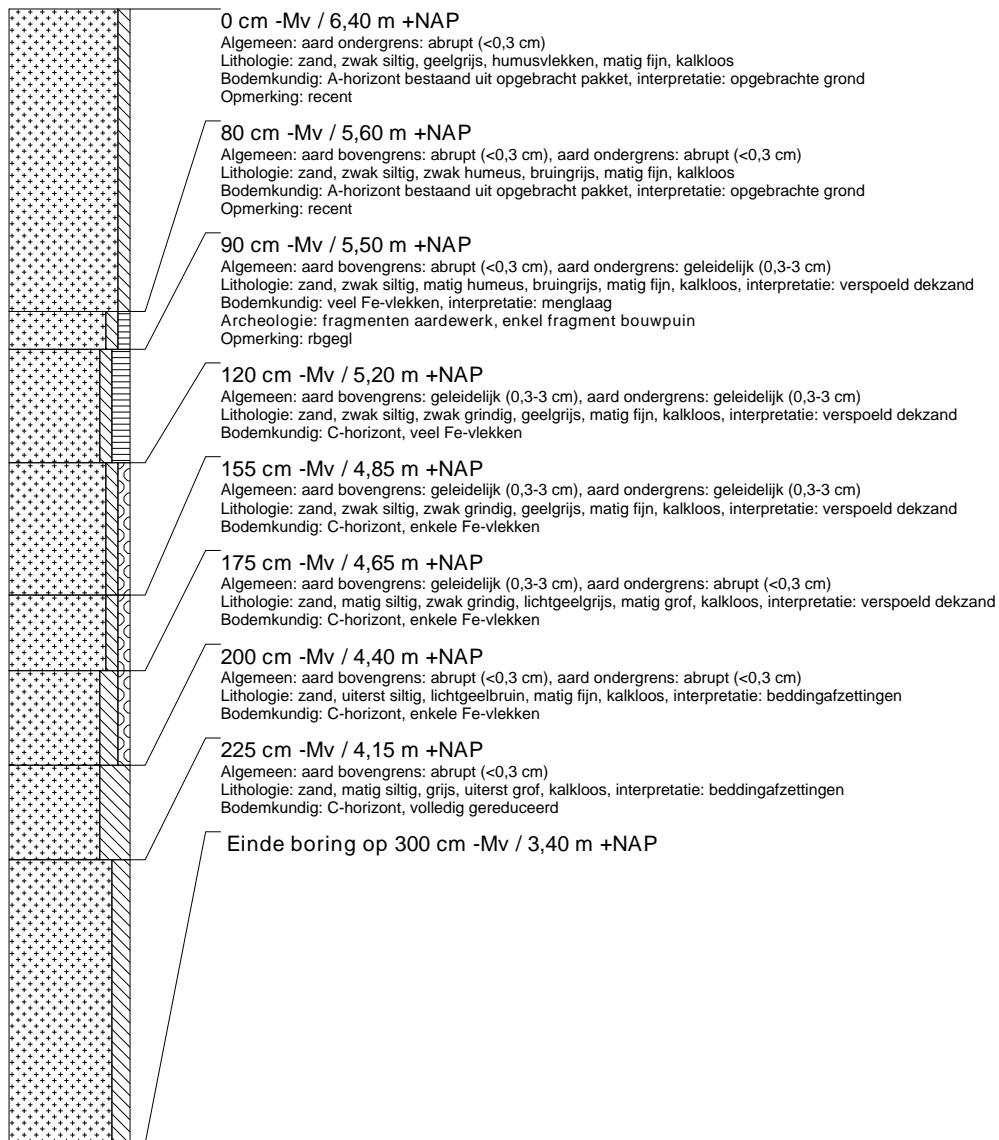 0 cm -Mv / 6,40 m +NAP
Algemeen: aard ondergrens: abrupt (<0,3 cm)
Lithologie: zand, zwak siltig, geelgrijs, humusvlekken, matig fijn, kalkloos
Bodemkundig: A-horizont bestaand uit opgebracht pakket, interpretatie: opgebrachte grond
Opmerking: recent
80 cm -Mv / 5,60 m +NAP
Algemeen: aard bovengrens: abrupt (<0,3 cm), aard ondergrens: abrupt (<0,3 cm)
Lithologie: zand, zwak siltig, zwak humeus, bruingrijs, matig fijn, kalkloos
Bodemkundig: A-horizont bestaand uit opgebracht pakket, interpretatie: opgebrachte grond
Opmerking: recent
90 cm -Mv / 5,50 m +NAP
Algemeen: aard bovengrens: abrupt (<0,3 cm), aard ondergrens: geleidelijk (0,3-3 cm)
Lithologie: zand, zwak siltig, matig humeus, bruingrijs, matig fijn, kalkloos, interpretatie: verspoeld dekzand
Bodemkundig: veel Fe-vlekken, interpretatie: menglaag
Archeologie: fragmenten aardewerk, enkel fragment bouwpuin
Opmerking: rbgegl
120 cm -Mv / 5,20 m +NAP
Algemeen: aard bovengrens: geleidelijk (0,3-3 cm), aard ondergrens: geleidelijk (0,3-3 cm)
Lithologie: zand, zwak siltig, zwak grindig, geelgrijs, matig fijn, kalkloos, interpretatie: verspoeld dekzand
Bodemkundig: C-horizont, veel Fe-vlekken
155 cm -Mv / 4,85 m +NAP
Algemeen: aard bovengrens: geleidelijk (0,3-3 cm), aard ondergrens: geleidelijk (0,3-3 cm)
Lithologie: zand, zwak siltig, zwak grindig, geelgrijs, matig fijn, kalkloos, interpretatie: verspoeld dekzand
Bodemkundig: C-horizont, enkele Fe-vlekken
175 cm -Mv / 4,65 m +NAP
Algemeen: aard bovengrens: geleidelijk (0,3-3 cm), aard ondergrens: abrupt (<0,3 cm)
Lithologie: zand, matig siltig, zwak grindig, lichtgeelgrijs, matig grof, kalkloos, interpretatie: verspoeld dekzand
Bodemkundig: C-horizont, enkele Fe-vlekken
200 cm -Mv / 4,40 m +NAP
Algemeen: aard bovengrens: abrupt (<0,3 cm), aard ondergrens: abrupt (<0,3 cm)
Lithologie: zand, uiterst siltig, lichtgeelbruin, matig fijn, kalkloos, interpretatie: beddingafzettingen
Bodemkundig: C-horizont, enkele Fe-vlekken
225 cm -Mv / 4,15 m +NAP
Algemeen: aard bovengrens: abrupt (<0,3 cm)
Lithologie: zand, matig siltig, grijs, uiterst grof, kalkloos, interpretatie: beddingafzettingen
Bodemkundig: C-horizont, volledig gereduceerd
Einde boring op 300 cm -Mv / 3,40 m +NAP